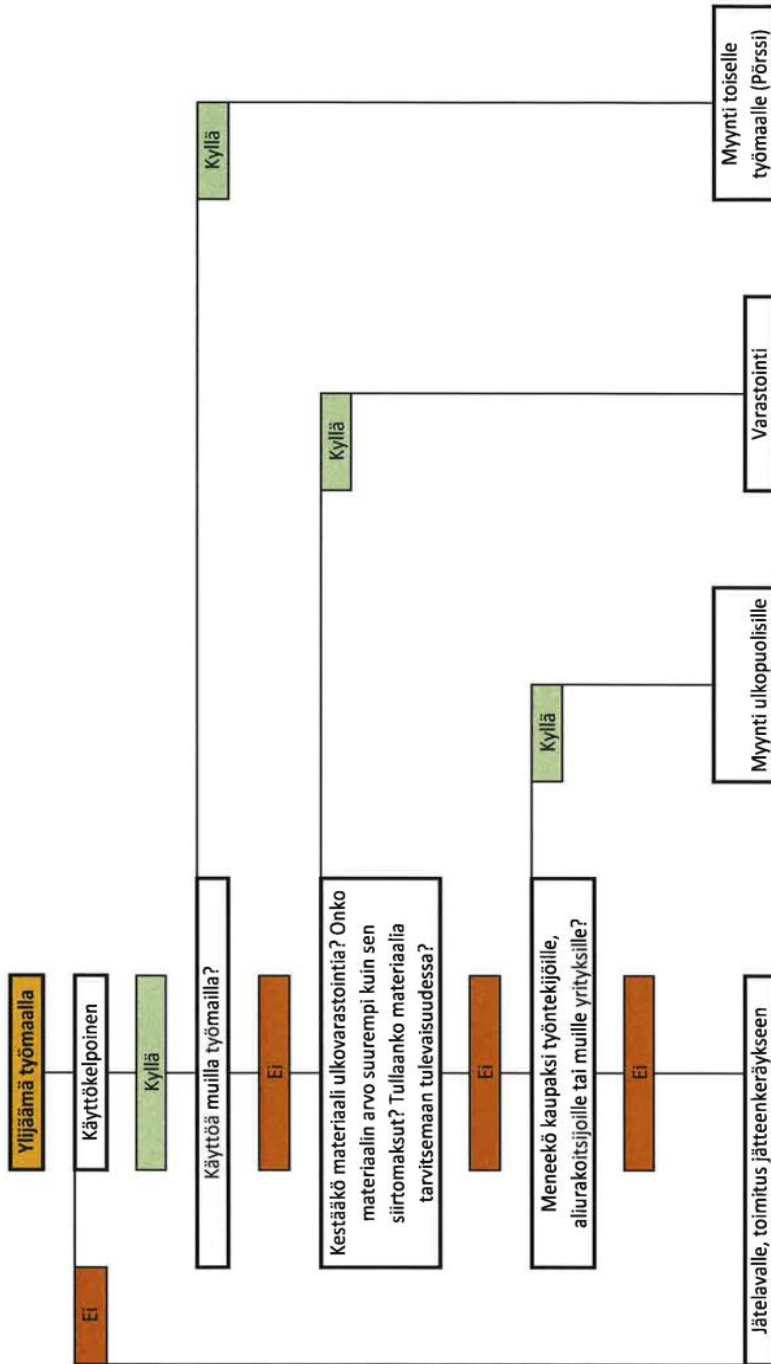 Ylijäämä työmaalla
Ei
Käyttökelpoinen
Kyllä
Käyttöä muilla työmailla?
Kyllä
Ei
Kestääkö materiaali ulkovarastointia? Onko
materiaalin arvo suurempi kuin sen
siirtomaksut? Tullaanko materiaalia
tarvitsemaan tulevaisuudessa?
Kyllä
Ei
Meneekö kaupaksi työntekijöille,
aliurakoitsijoille tai muille yrityksille?
Kyllä
Ei
Jätelavalle, toimitus jätteenkeräykseen
Myynti ulkopuolisille
Varastointi
Myynti toiselle
työmaalle (Pörssi)